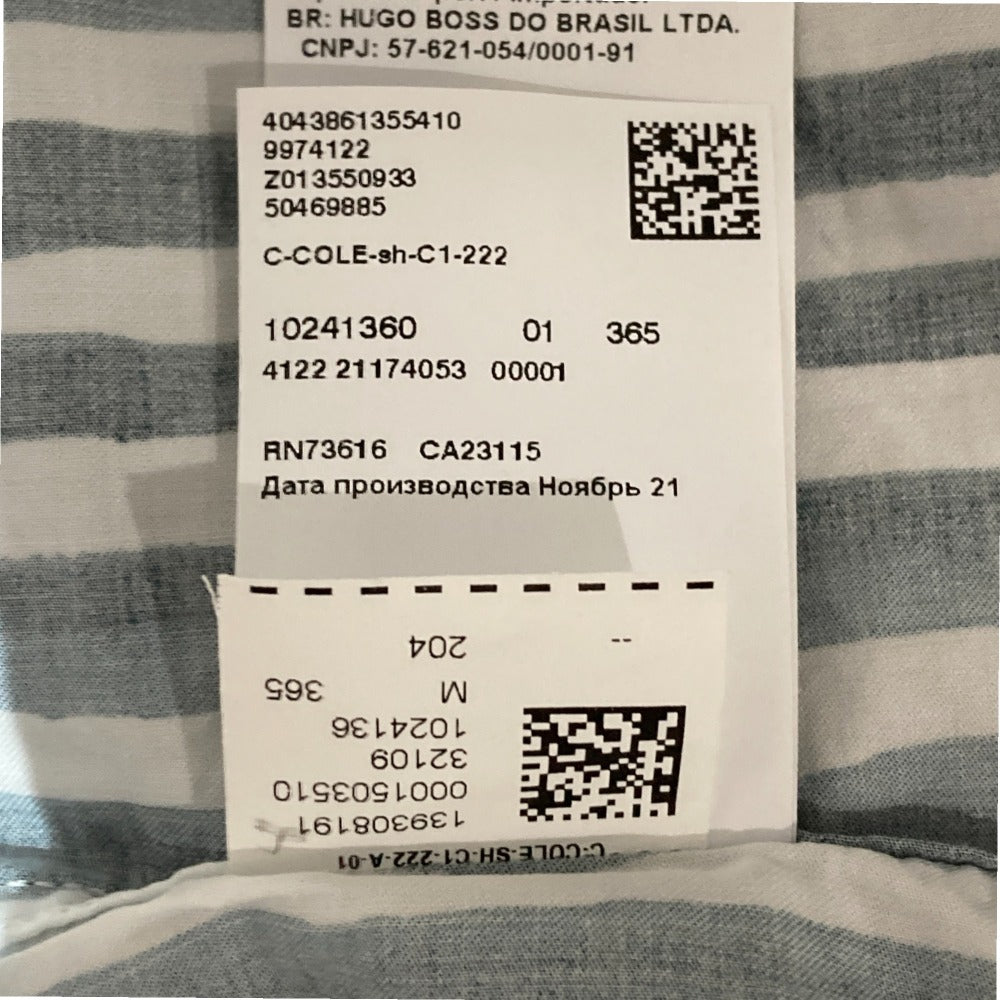 BR: HUGO BOSS DO BRASIL LTDA.
CNPJ: 57-621-054/0001-91
4043861355410
9974122
Z013550933
50469885
C-COLE-sh-C1-222
10241360 01 365
4122 21174053 00001
RN73616 CA23115
Дата производства Ноябрь 21
C-COLE-SH-C1-222-A-01
139308191
0001503510
32109
1024136
M 365
-- 204